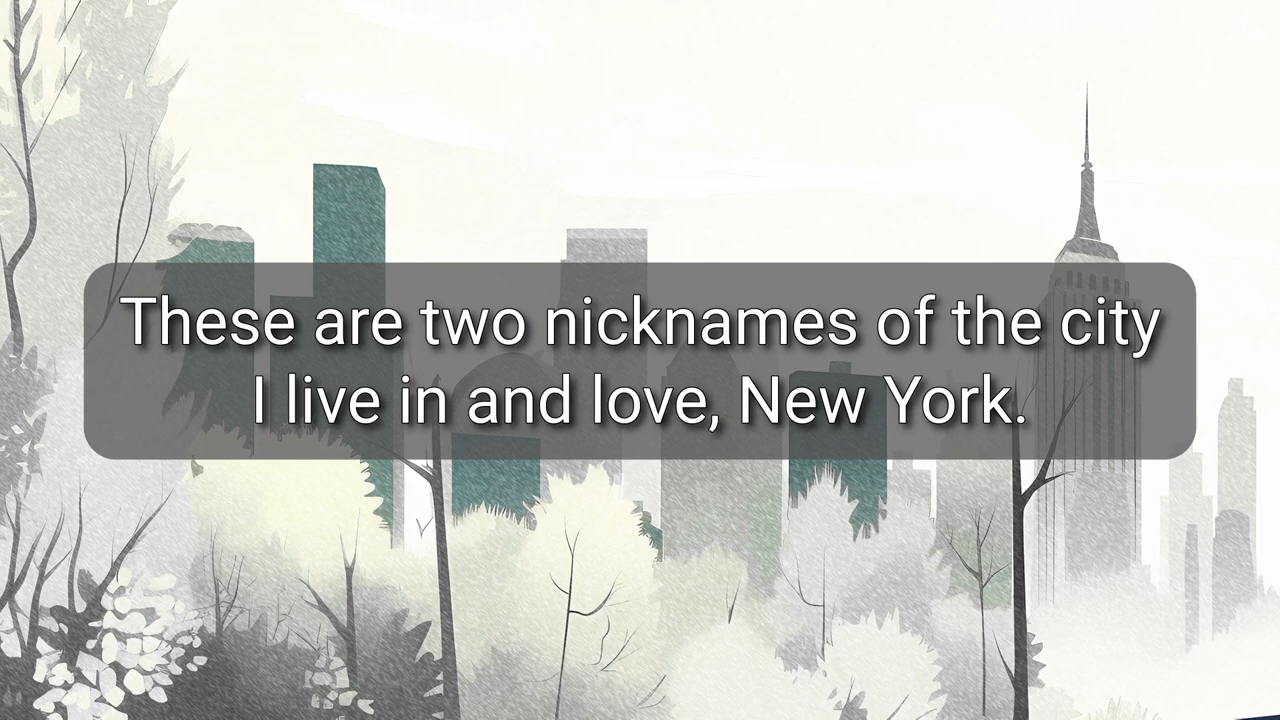 These are two nicknames of the city
I live in and love, New York.